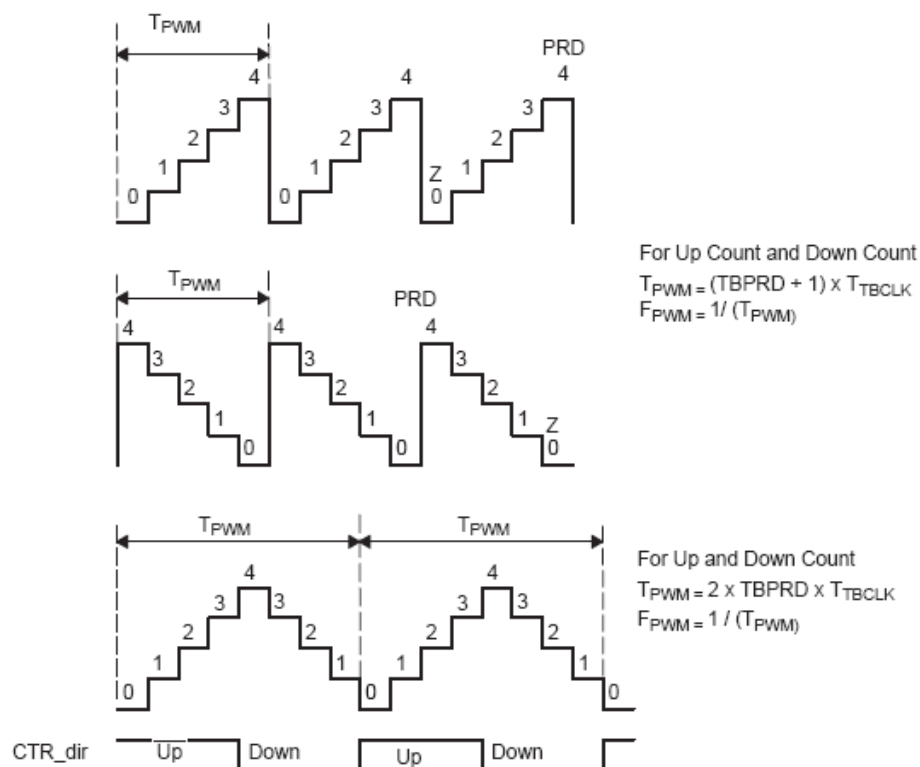 TPWM
PRD
4 4 4
3 3 3
2 2 2
1 1 Z 1
0 0 0
For Up Count and Down Count
TPWM = (TBPRD + 1) x TTBCLK
FPWM = 1/ (TPWM)
TPWM
PRD
4 4 4
3 3 3
2 2 2
1 1 1 Z
0 0 0
TPWM TPWM
For Up and Down Count
TPWM = 2 x TBPRD x TTBCLK
FPWM = 1 / (TPWM)
4 4
3 3 3 3
2 2 2 2
1 1 1 1
0 0 0
CTR_dir Up Down Up Down